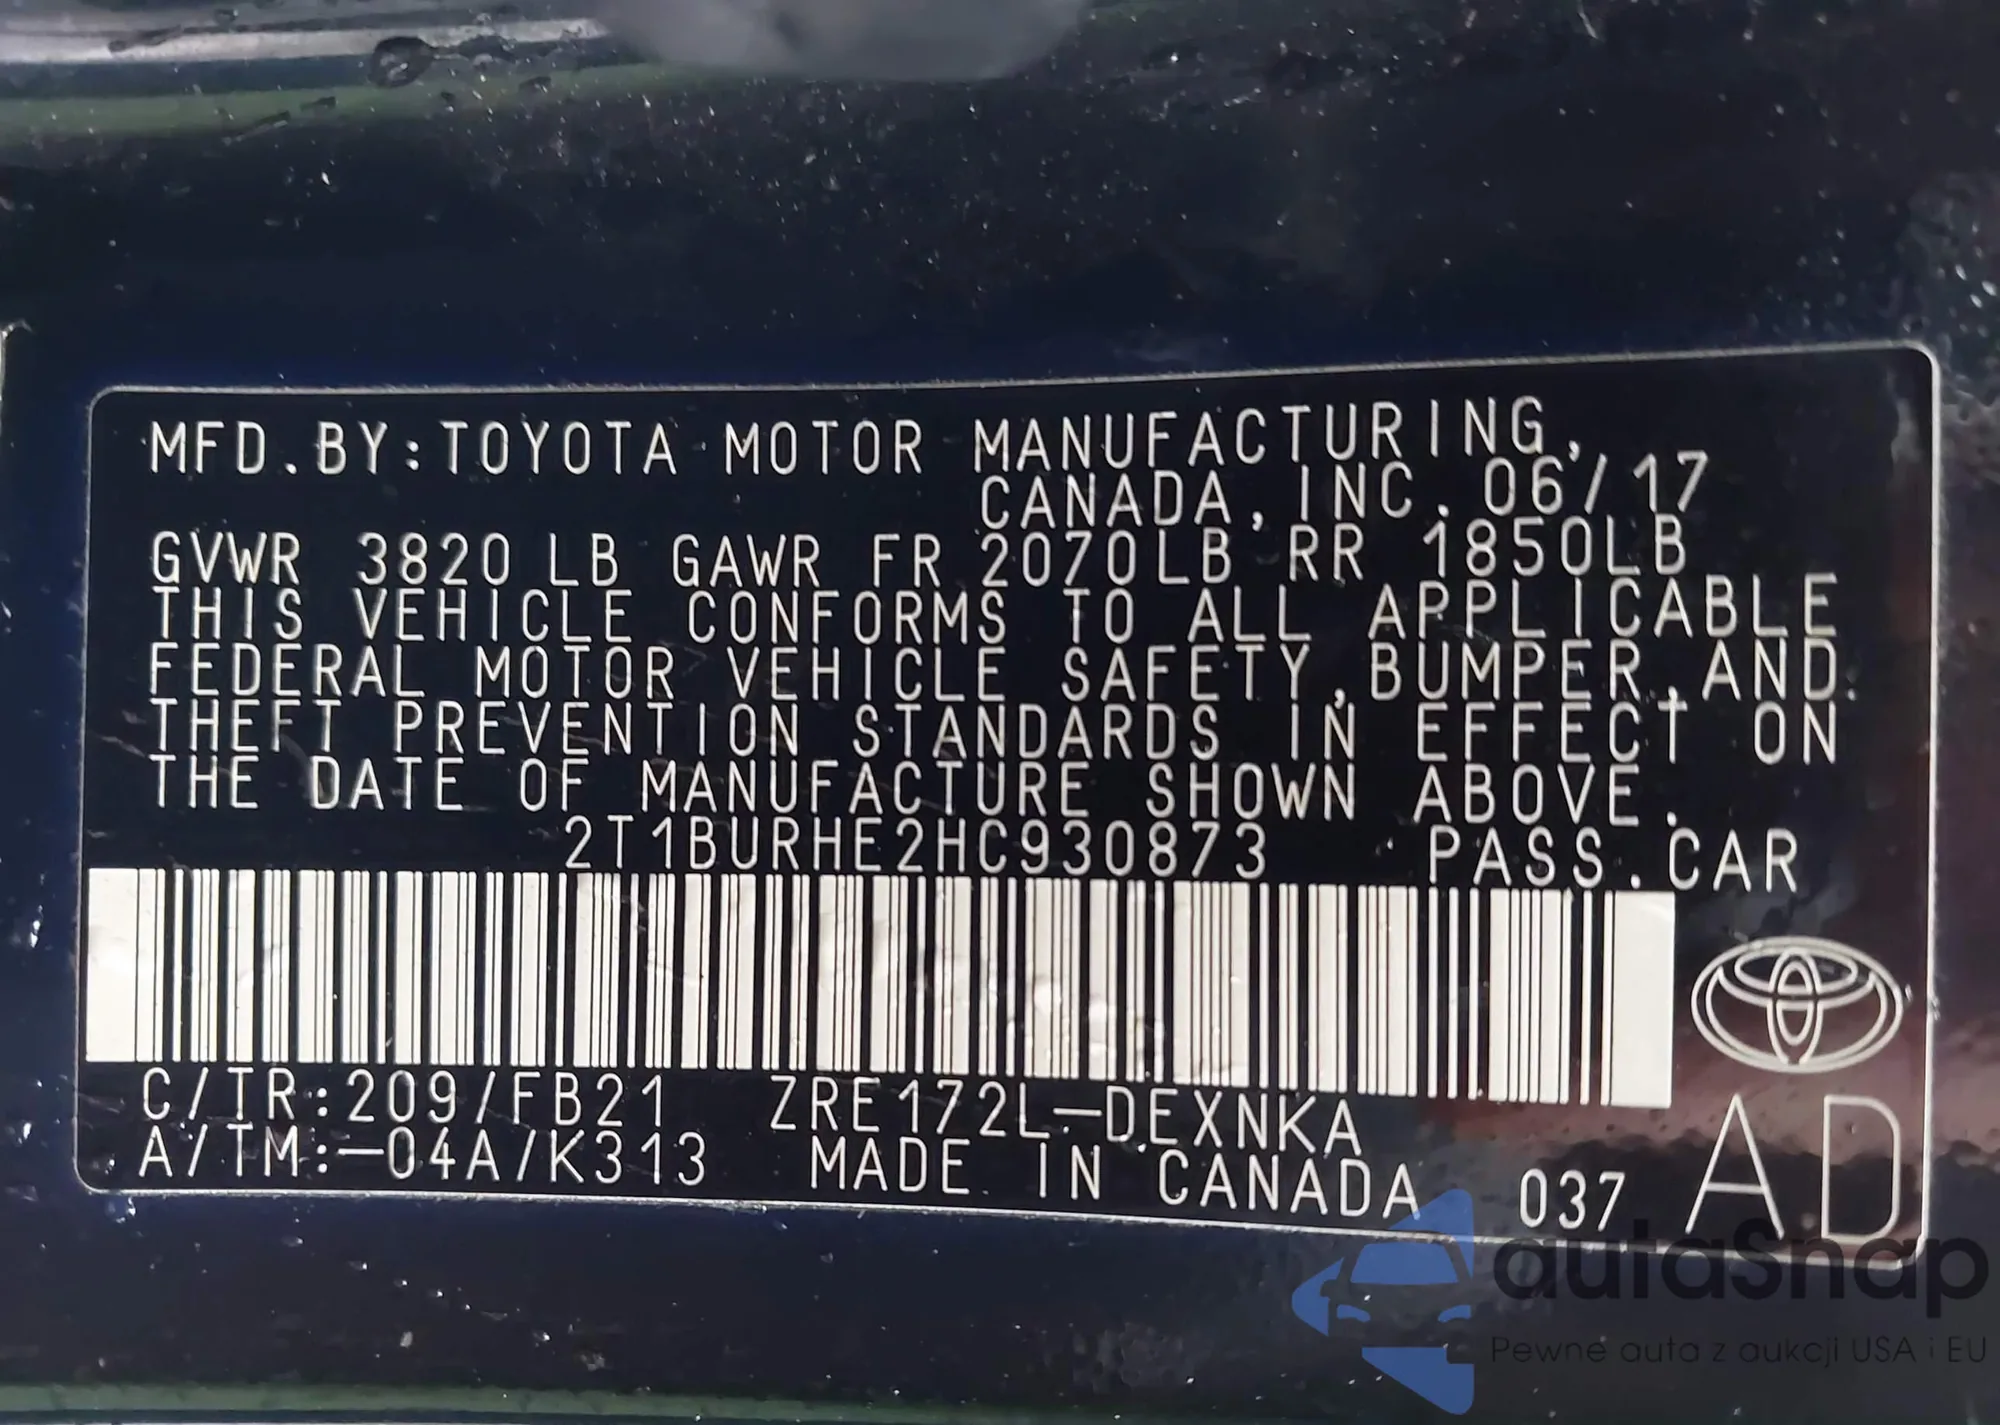 MFD.BY:TOYOTA MOTOR MANUFACTURING,
CANADA,INC. 06/17
GVWR 3820LB GAWR FR 2070LB RR 1850LB
THIS VEHICLE CONFORMS TO ALL APPLICABLE
FEDERAL MOTOR VEHICLE SAFETY,BUMPER,AND
THEFT PREVENTION STANDARDS IN EFFECT ON
THE DATE OF MANUFACTURE SHOWN ABOVE.
2T1BURHE2HC930873 PASS.CAR
C/TR:209/FB21 ZRE172L-DEXNKA
A/TM:-04A/K313 MADE IN CANADA 037 AD
autaSnap
Pewne auta z aukcji USA i EU